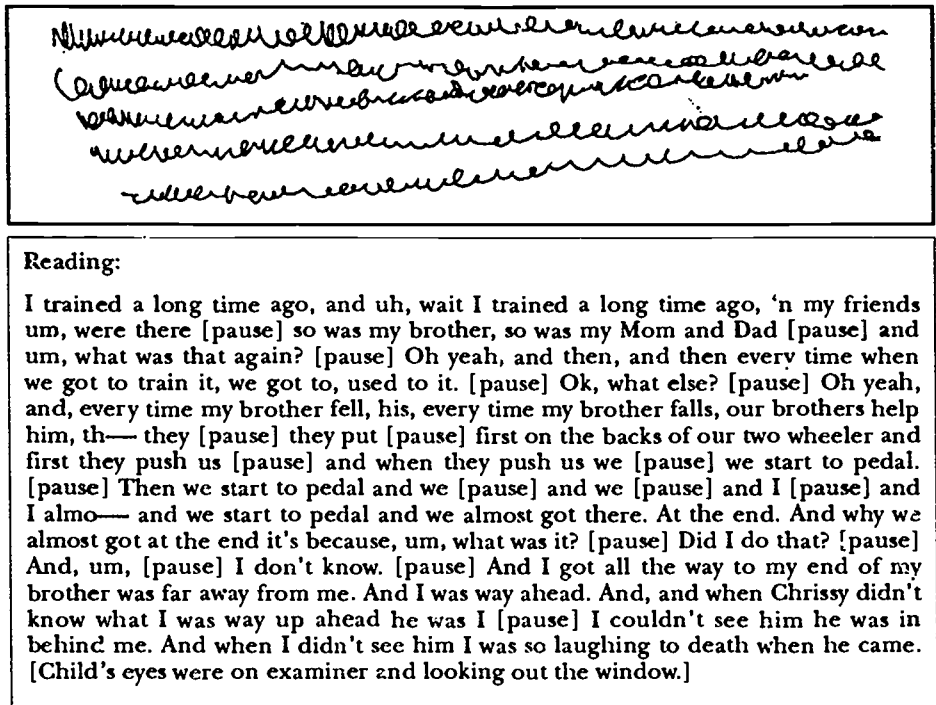 Reading:
I trained a long time ago, and uh, wait I trained a long time ago, 'n my friends
um, were there [pause] so was my brother, so was my Mom and Dad [pause] and
um, what was that again? [pause] Oh yeah, and then, and then every time when
we got to train it, we got to, used to it. [pause] Ok, what else? [pause] Oh yeah,
and, every time my brother fell, his, every time my brother falls, our brothers help
him, th— they [pause] they put [pause] first on the backs of our two wheeler and
first they push us [pause] and when they push us we [pause] we start to pedal.
[pause] Then we start to pedal and we [pause] and we [pause] and I [pause] and
I almo— and we start to pedal and we almost got there. At the end. And why we
almost got at the end it's because, um, what was it? [pause] Did I do that? [pause]
And, um, [pause] I don't know. [pause] And I got all the way to my end of my
brother was far away from me. And I was way ahead. And, and when Chrissy didn't
know what I was way up ahead he was I [pause] I couldn't see him he was in
behind me. And when I didn't see him I was so laughing to death when he came.
[Child's eyes were on examiner and looking out the window.]